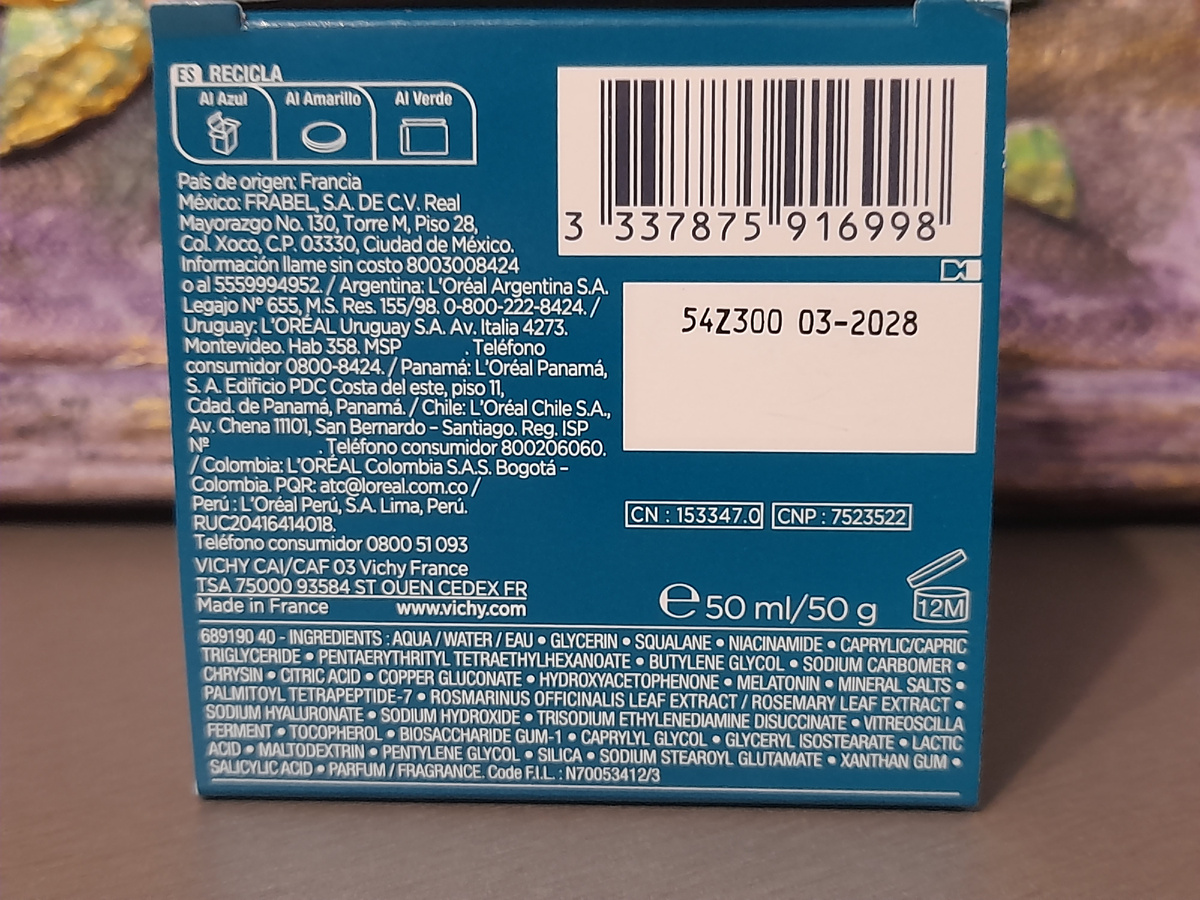 ES RECICLA
Al Azul Al Amarillo Al Verde
País de origen: Francia
México: FRABEL, S.A. DE C.V. Real
Mayorazgo No. 130, Torre M, Piso 28,
Col. Xoco, C.P. 03330, Ciudad de México.
Información llame sin costo 8003008424
o al 5559994952. / Argentina: L'Oréal Argentina S.A.
Legajo Nº 655, M.S. Res. 155/98. 0-800-222-8424. /
Uruguay: L'ORÉAL Uruguay S.A. Av. Italia 4273.
Montevideo. Hab 358. MSP . Teléfono
consumidor 0800-8424. / Panamá: L'Oréal Panamá,
S. A. Edificio PDC Costa del este, piso 11,
Cdad. de Panamá, Panamá. / Chile: L'Oréal Chile S.A.,
Av. Chena 11101, San Bernardo – Santiago. Reg. ISP
Nº . Teléfono consumidor 800206060.
/ Colombia: L'ORÉAL Colombia S.A.S. Bogotá –
Colombia. PQR: atc@loreal.com.co /
Perú : L'Oréal Perú, S.A. Lima, Perú.
RUC20416414018.
Teléfono consumidor 0800 51 093
VICHY CAI/CAF 03 Vichy France
TSA 75000 93584 ST OUEN CEDEX FR
Made in France www.vichy.com
3 337875 916998
54Z300 03-2028
CN : 153347.0 CNP : 7523522
e 50 ml/50 g 12M
689190 40 - INGREDIENTS : AQUA / WATER / EAU • GLYCERIN • SQUALANE • NIACINAMIDE • CAPRYLIC/CAPRIC
TRIGLYCERIDE • PENTAERYTHRITYL TETRAETHYLHEXANOATE • BUTYLENE GLYCOL • SODIUM CARBOMER •
CHRYSIN • CITRIC ACID • COPPER GLUCONATE • HYDROXYACETOPHENONE • MELATONIN • MINERAL SALTS •
PALMITOYL TETRAPEPTIDE-7 • ROSMARINUS OFFICINALIS LEAF EXTRACT / ROSEMARY LEAF EXTRACT •
SODIUM HYALURONATE • SODIUM HYDROXIDE • TRISODIUM ETHYLENEDIAMINE DISUCCINATE • VITREOSCILLA
FERMENT • TOCOPHEROL • BIOSACCHARIDE GUM-1 • CAPRYLYL GLYCOL • GLYCERYL ISOSTEARATE • LACTIC
ACID • MALTODEXTRIN • PENTYLENE GLYCOL • SILICA • SODIUM STEAROYL GLUTAMATE • XANTHAN GUM •
SALICYLIC ACID • PARFUM / FRAGRANCE. Code F.I.L. : N70053412/3